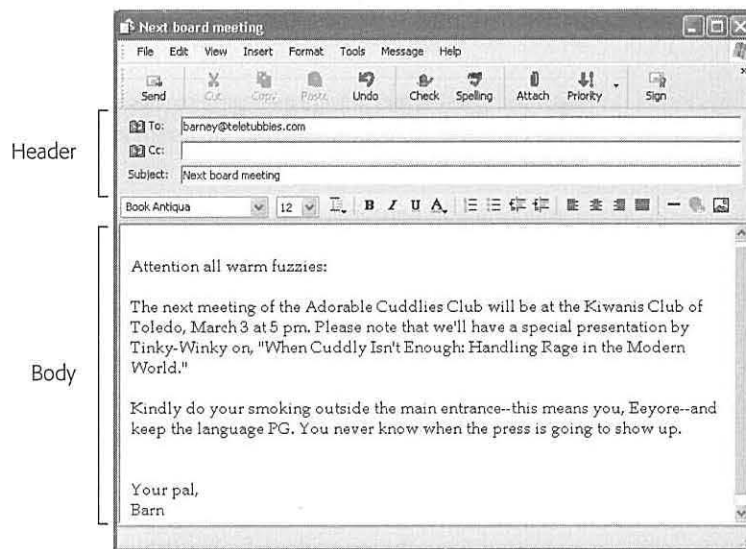 Next board meeting
File Edit View Insert Format Tools Message Help
Send Cut Copy Paste Undo Check Spelling Attach Priority Sign
Header
To: barney@teletubbies.com
Cc:
Subject: Next board meeting
Book Antiqua 12 B I U A
Body
Attention all warm fuzzies:
The next meeting of the Adorable Cuddlies Club will be at the Kiwanis Club of
Toledo, March 3 at 5 pm. Please note that we'll have a special presentation by
Tinky-Winky on, "When Cuddly Isn't Enough: Handling Rage in the Modern
World."
Kindly do your smoking outside the main entrance--this means you, Eeyore--and
keep the language PG. You never know when the press is going to show up.
Your pal,
Barn